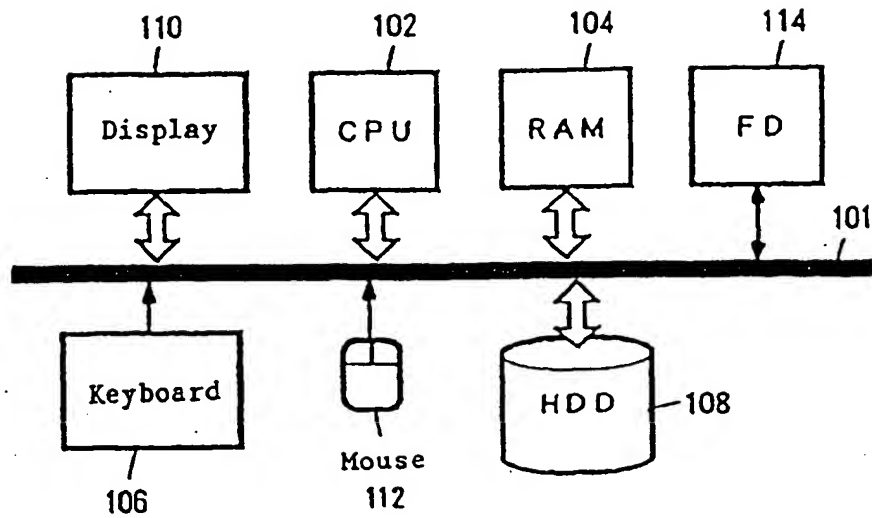 110 102 104 114
Display CPU RAM FD
101
Keyboard HDD 108
Mouse
106 112